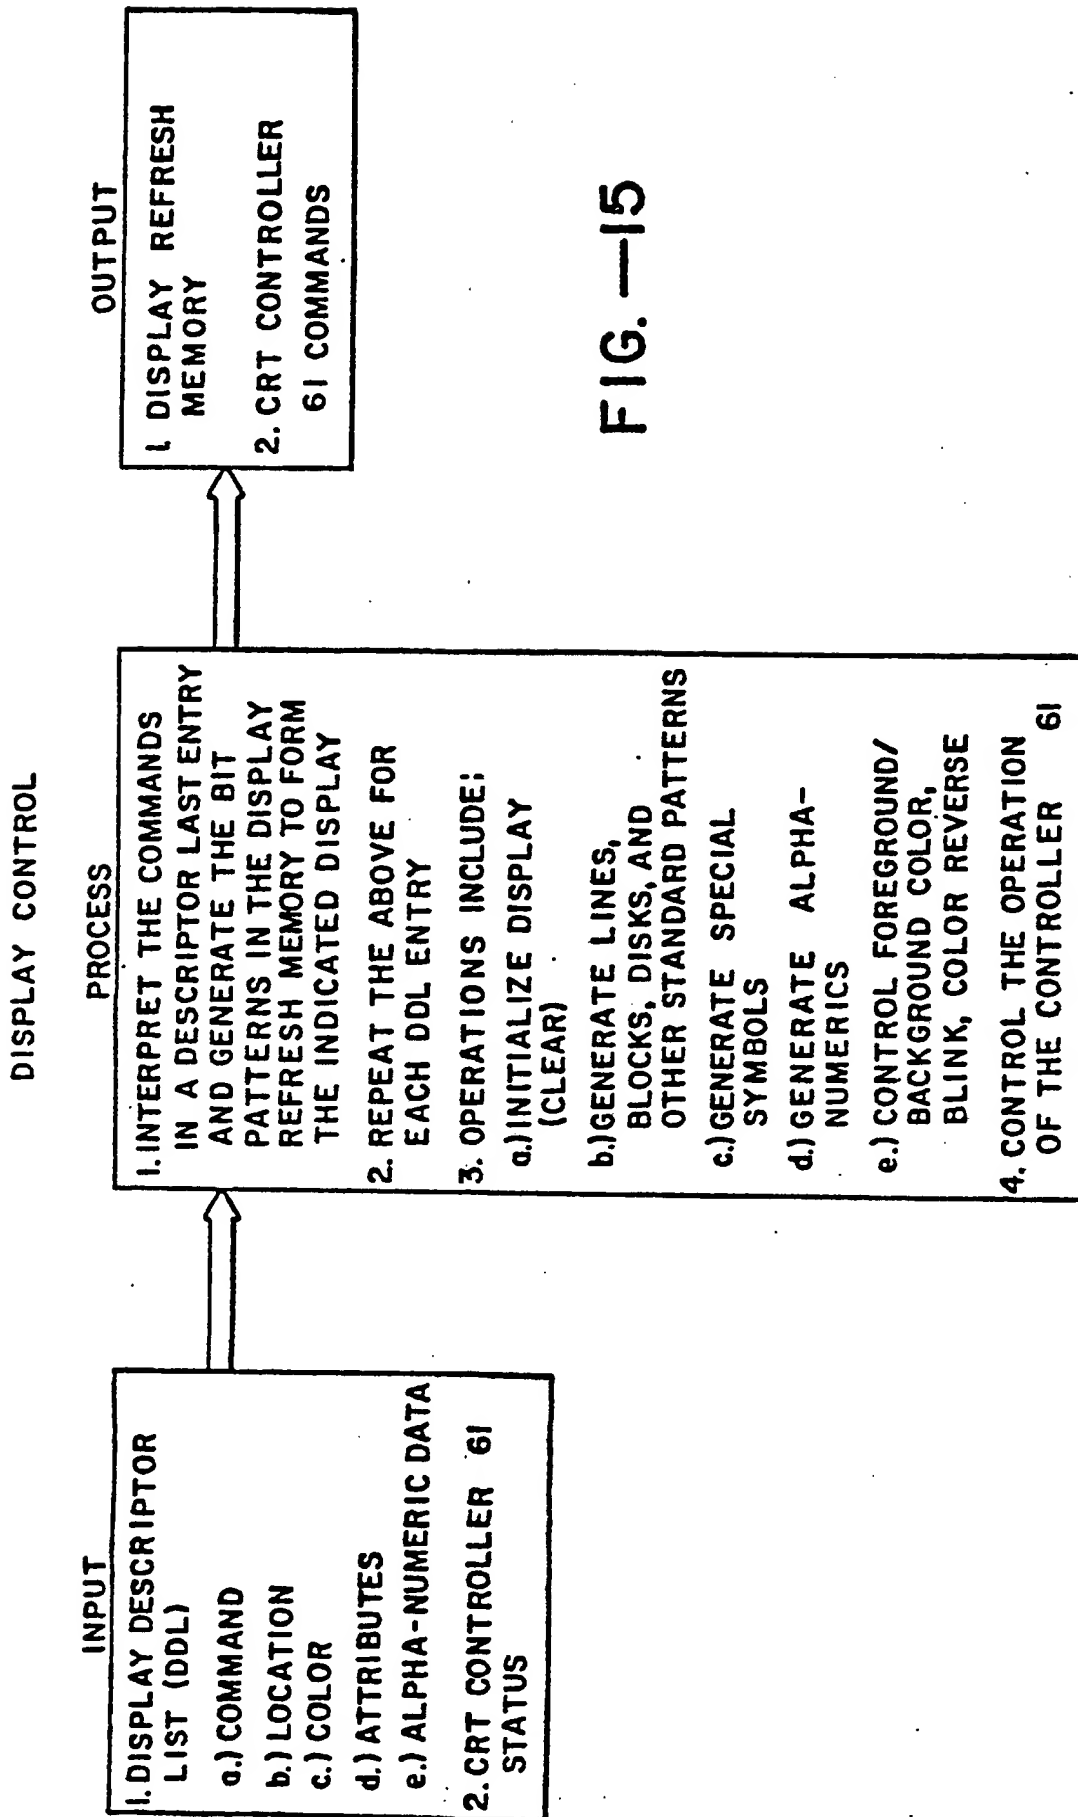 DISPLAY CONTROL
INPUT
1. DISPLAY DESCRIPTOR
LIST (DDL)
a.) COMMAND
b.) LOCATION
c.) COLOR
d.) ATTRIBUTES
e.) ALPHA-NUMERIC DATA
2. CRT CONTROLLER 61
STATUS
PROCESS
1. INTERPRET THE COMMANDS
IN A DESCRIPTOR LAST ENTRY
AND GENERATE THE BIT
PATTERNS IN THE DISPLAY
REFRESH MEMORY TO FORM
THE INDICATED DISPLAY
2. REPEAT THE ABOVE FOR
EACH DDL ENTRY
3. OPERATIONS INCLUDE:
a.) INITIALIZE DISPLAY
(CLEAR)
b.) GENERATE LINES,
BLOCKS, DISKS, AND
OTHER STANDARD PATTERNS
c.) GENERATE SPECIAL
SYMBOLS
d.) GENERATE ALPHA-
NUMERICS
e.) CONTROL FOREGROUND/
BACKGROUND COLOR,
BLINK, COLOR REVERSE
4. CONTROL THE OPERATION
OF THE CONTROLLER 61
OUTPUT
1. DISPLAY REFRESH
MEMORY
2. CRT CONTROLLER
61 COMMANDS
FIG.—15